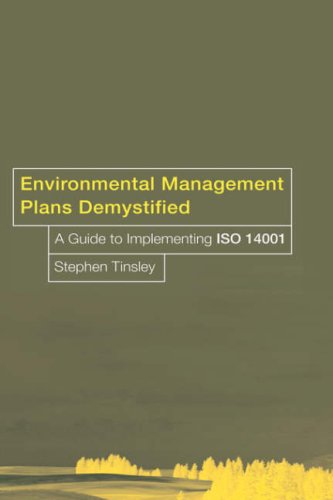 Environmental Management
Plans Demystified
A Guide to Implementing ISO 14001
Stephen Tinsley